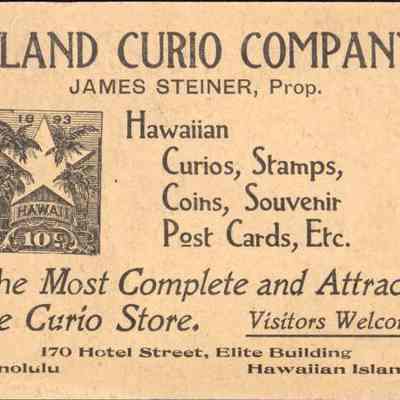 LAND CURIO COMPANY
JAMES STEINER, Prop.
1893
HAWAII
10¢
Hawaiian
Curios, Stamps,
Coins, Souvenir
Post Cards, Etc.
he Most Complete and Attrac
e Curio Store. Visitors Welco
170 Hotel Street, Elite Building
nolulu Hawaiian Islan